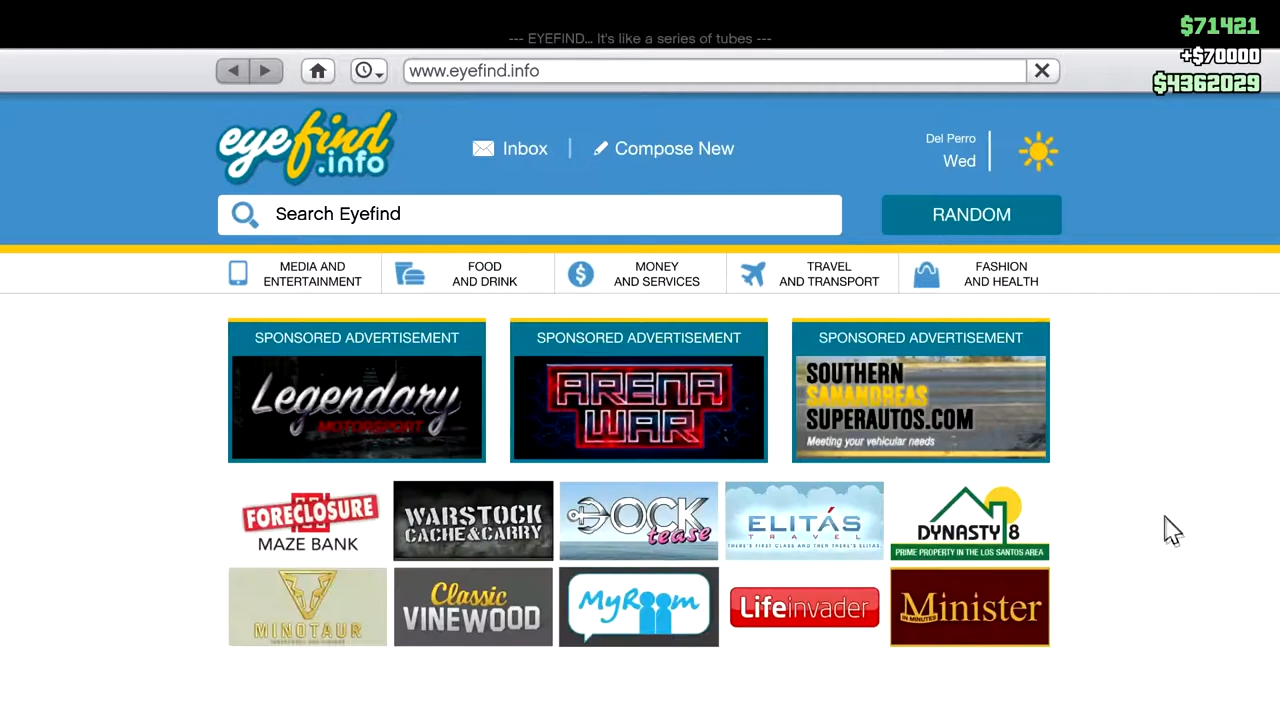 $71421
--- EYEFIND... It's like a series of tubes ---
+$70000
www.eyefind.info
$4362029
eyefind
.info
Inbox
Compose New
Del Perro
Wed
Search Eyefind
RANDOM
MEDIA AND
ENTERTAINMENT
FOOD
AND DRINK
MONEY
AND SERVICES
TRAVEL
AND TRANSPORT
FASHION
AND HEALTH
SPONSORED ADVERTISEMENT
Legendary
MOTORSPORT
SPONSORED ADVERTISEMENT
ARENA
WAR
SPONSORED ADVERTISEMENT
SOUTHERN
SANANDREAS
SUPERAUTOS.COM
Meeting your vehicular needs
FORECLOSURE
MAZE BANK
WARSTOCK
CACHE&CARRY
DOCK
tease
ELITÁS
TRAVEL
THERE'S FIRST CLASS AND THEN THERE'S ELITAS.
DYNASTY 8
PRIME PROPERTY IN THE LOS SANTOS AREA
MINOTAUR
Classic
VINEWOOD
MyRoom
Lifeinvader
Minister
IN MINUTES